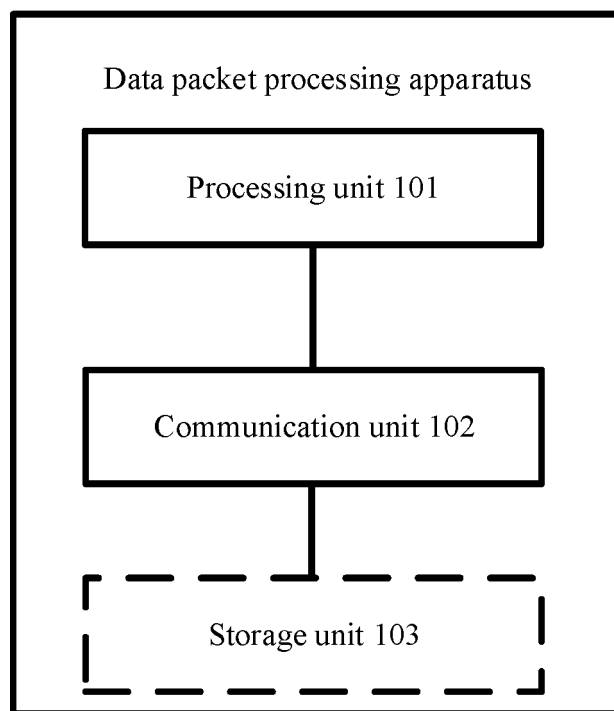 Data packet processing apparatus
Processing unit 101
Communication unit 102
Storage unit 103